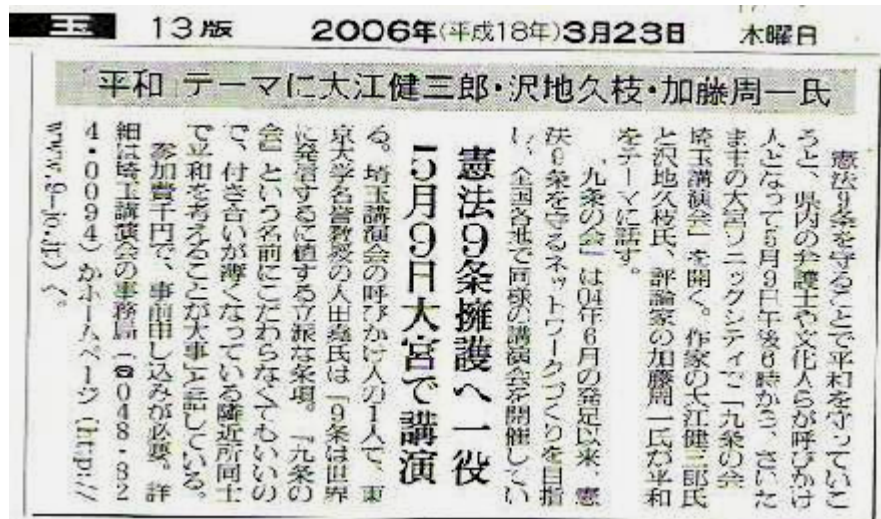 玉 13版 2006年(平成18年)3月23日 木曜日
「平和」テーマに大江健三郎・沢地久枝・加藤周一氏
憲法9条擁護へ一役
5月9日大宮で講演
憲法9条を守ることで平和を守っていこ
うと、県内の弁護士や文化人らが呼びかけ
人となって5月9日午後6時から、さいた
ま市の大宮ソニックシティで「九条の会
埼玉講演会」を開く。作家の大江健三郎氏
と沢地久枝氏、評論家の加藤周一氏が平和
をテーマに話す。
「九条の会」は04年6月の発足以来、憲
法9条を守るネットワークづくりを目指
し、全国各地で同様の講演会を開催してい
る。埼玉講演会の呼びかけ人の1人で、東
京大学名誉教授の大田堯氏は「9条は世界
に発信するに値する立派な条項。『九条の
会』という名前にこだわらなくてもいいの
で、付き合いが薄くなっている隣近所同士
で平和を考えることが大事」と話している。
参加費千円で、事前申し込みが必要。詳
細は埼玉講演会の事務局(☎048・82
4・0094)かホームページ(http://
www.9-jo.jp)へ。